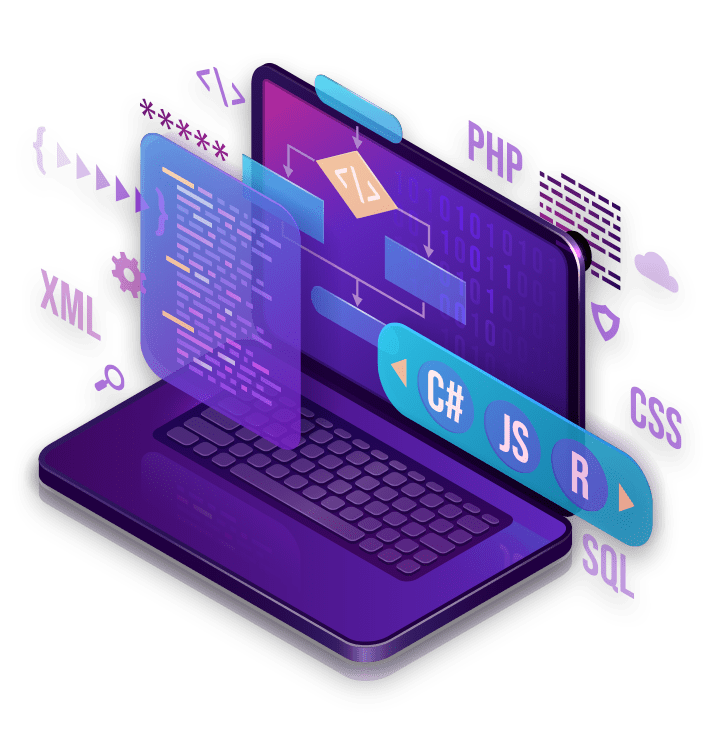 </>
*****
PHP
{
}
</>
XML
C# JS R
CSS
SQL